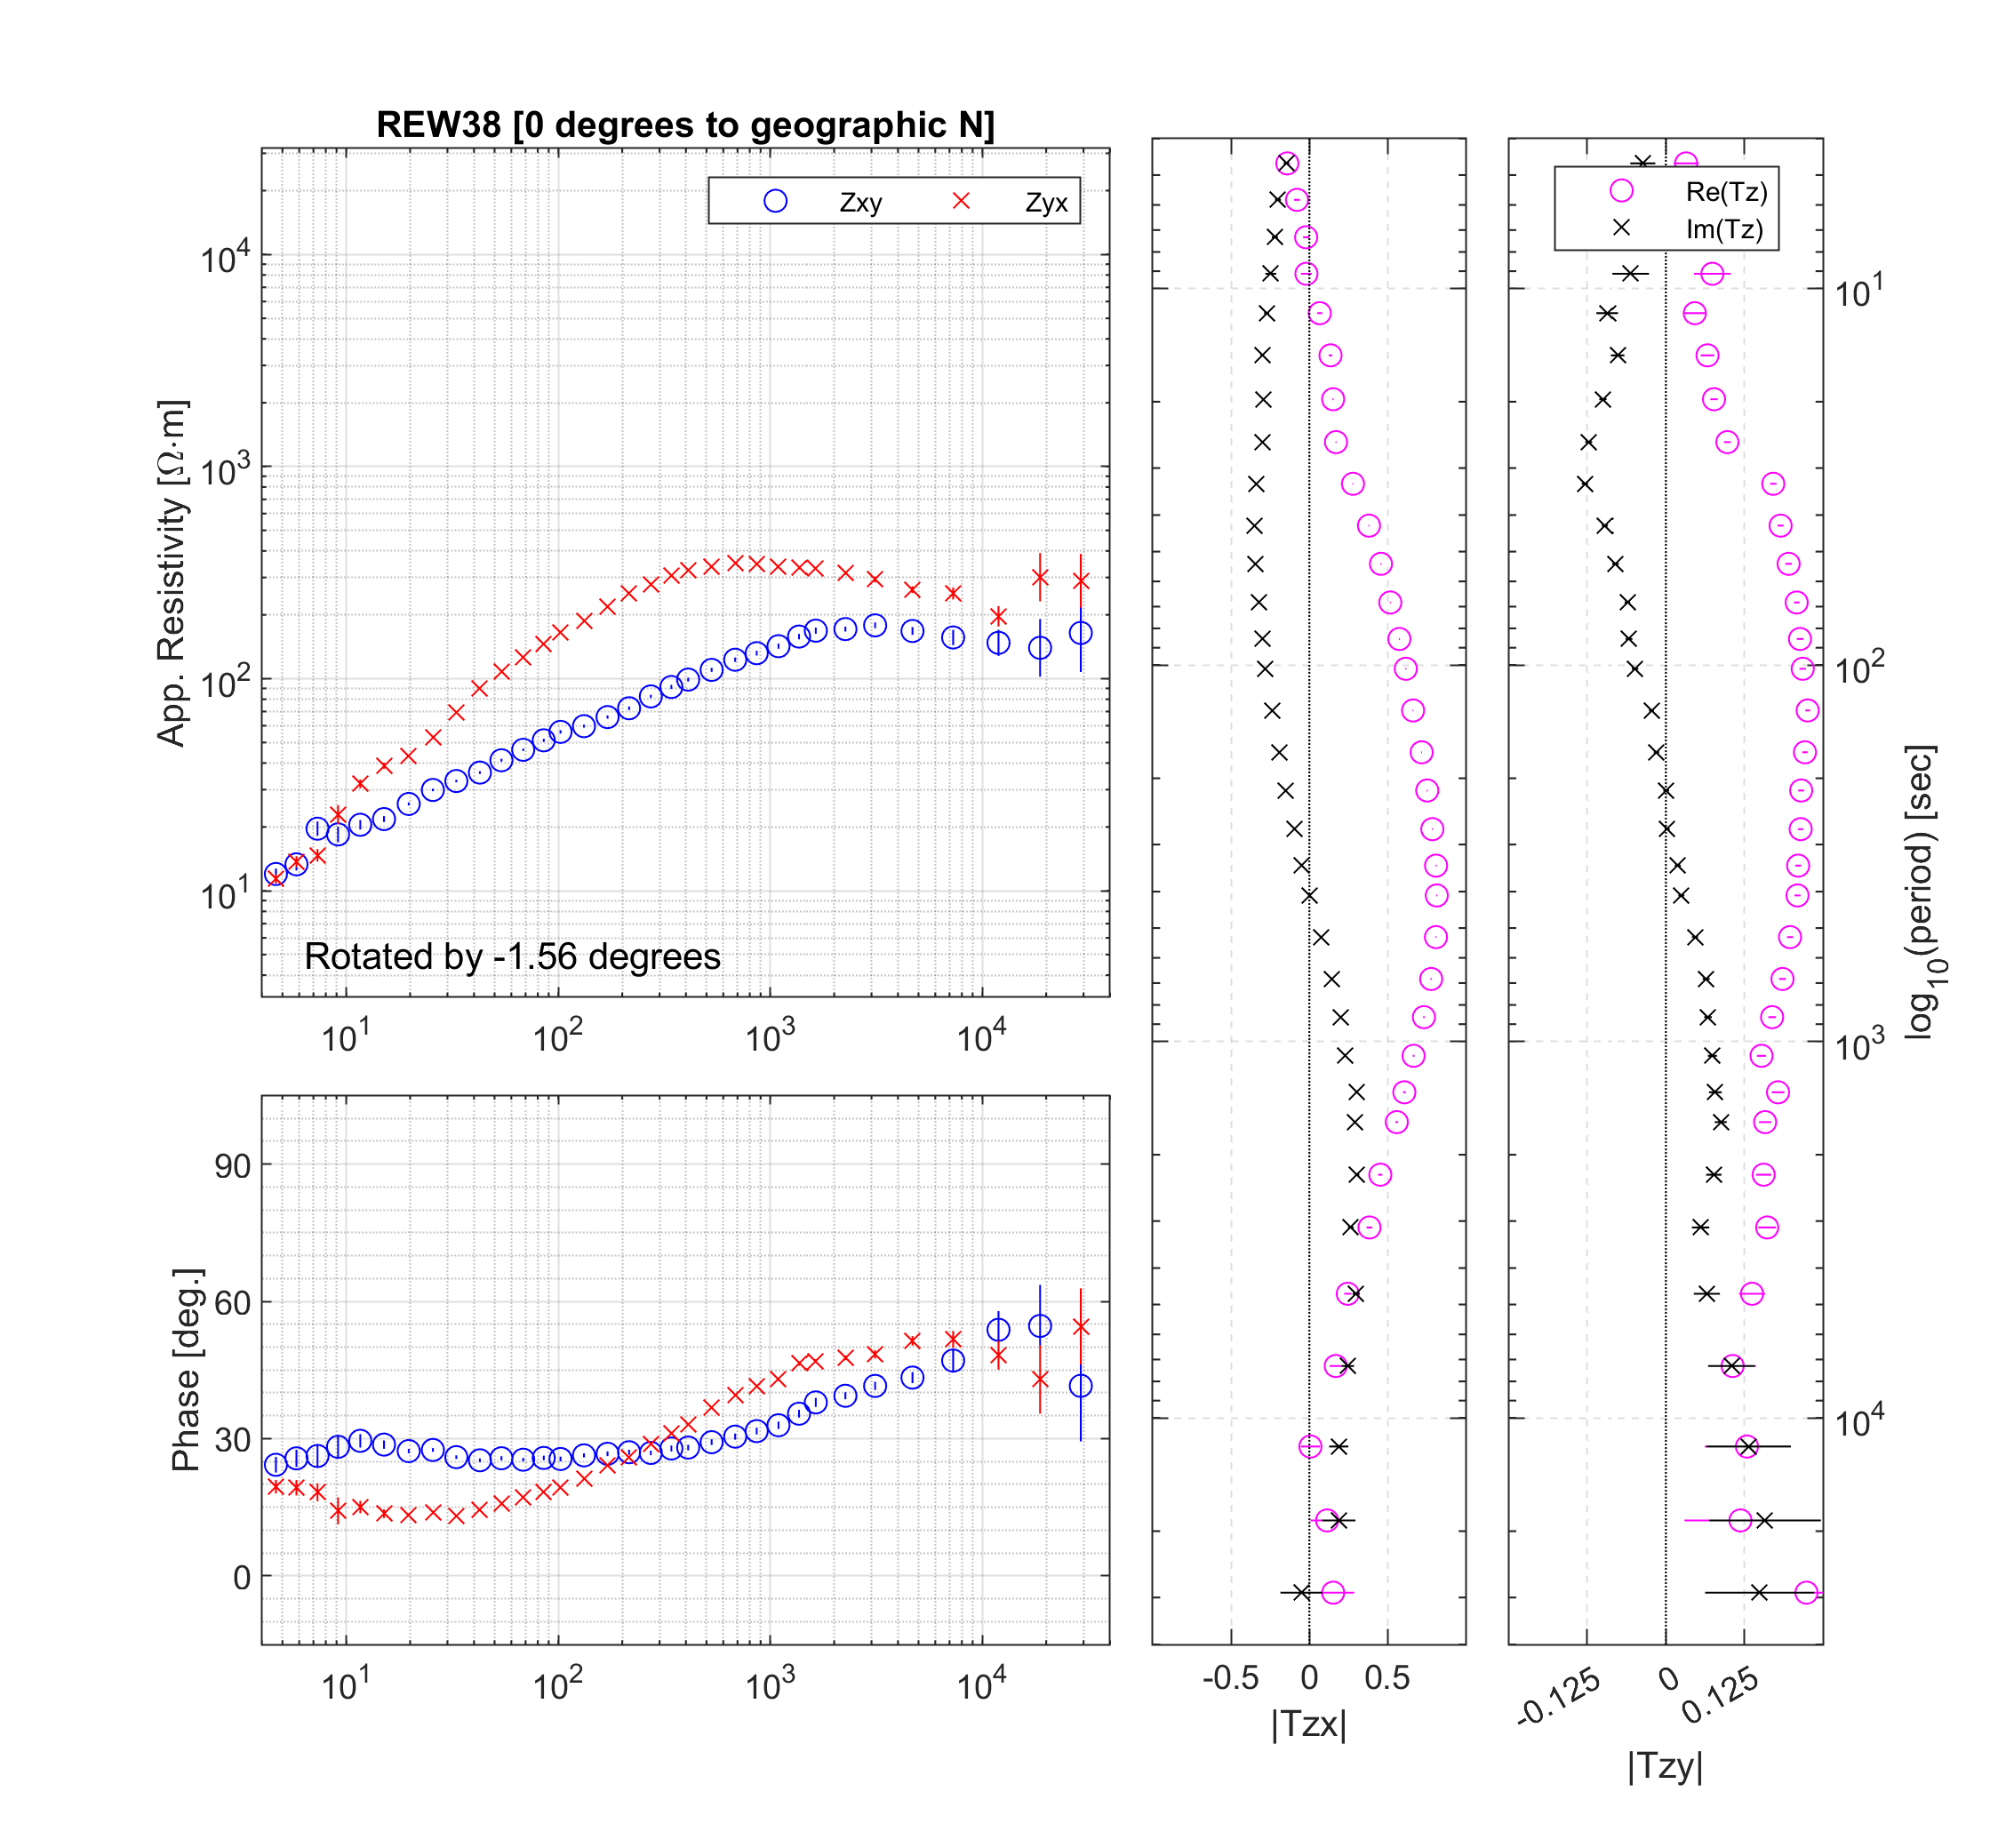 REW38 [0 degrees to geographic N]
Zxy Zyx
App. Resistivity [Ω·m]
10^4
10^3
10^2
10^1
Rotated by -1.56 degrees
10^1 10^2 10^3 10^4
Phase [deg.]
90
60
30
0
10^1 10^2 10^3 10^4
-0.5 0 0.5
|Tzx|
Re(Tz)
Im(Tz)
-0.125 0 0.125
|Tzy|
10^1
10^2
10^3
10^4
log10(period) [sec]